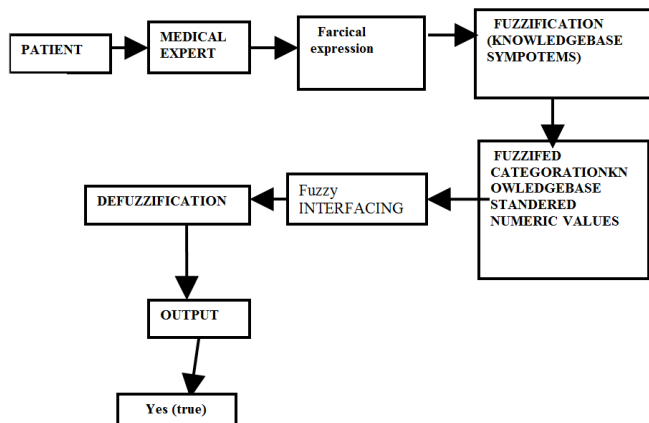 PATIENT
MEDICAL
EXPERT
Farcical
expression
FUZZIFICATION
(KNOWLEDGEBASE
SYMPOTEMS)
FUZZIFED
CATEGORATIONKN
OWLEDGEBASE
STANDERED
NUMERIC VALUES
Fuzzy
INTERFACING
DEFUZZIFICATION
OUTPUT
Yes (true)